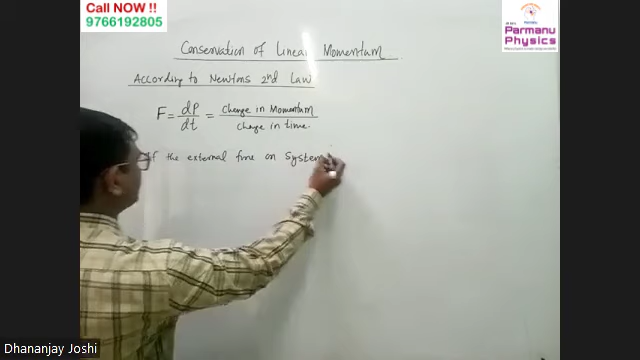 Call NOW !!
9766192805
Parmanu
Physics
Conservation of Linear Momentum
According to Newtons 2nd Law
F = dP/dt = Change in Momentum / Change in time.
If the external force on System
Dhananjay Joshi